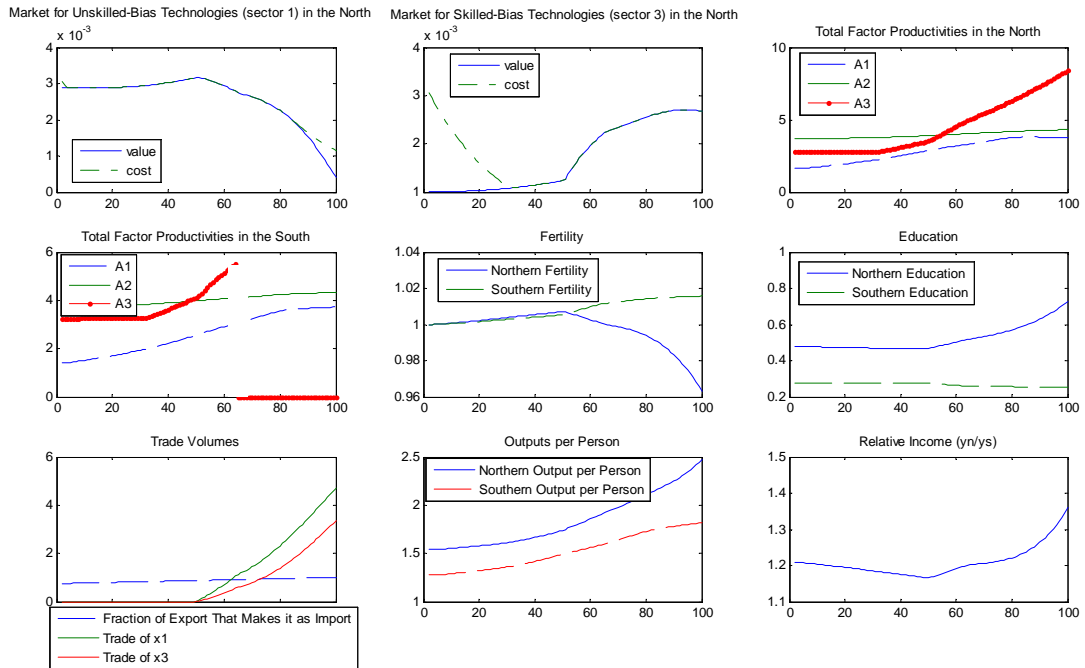 Market for Unskilled-Bias Technologies (sector 1) in the North
x 10-3
4
3
2
1
0
0 20 40 60 80 100
value
cost
Market for Skilled-Bias Technologies (sector 3) in the North
x 10-3
4
3
2
1
0 20 40 60 80 100
value
cost
Total Factor Productivities in the North
10
5
0
0 20 40 60 80 100
A1
A2
A3
Total Factor Productivities in the South
6
4
2
0
0 20 40 60 80 100
A1
A2
A3
Fertility
1.04
1.02
1
0.98
0.96
0 20 40 60 80 100
Northern Fertility
Southern Fertility
Education
1
0.8
0.6
0.4
0.2
0 20 40 60 80 100
Northern Education
Southern Education
Trade Volumes
6
4
2
0
0 20 40 60 80 100
Fraction of Export That Makes it as Import
Trade of x1
Trade of x3
Outputs per Person
2.5
2
1.5
1
0 20 40 60 80 100
Northern Output per Person
Southern Output per Person
Relative Income (yn/ys)
1.5
1.4
1.3
1.2
1.1
0 20 40 60 80 100